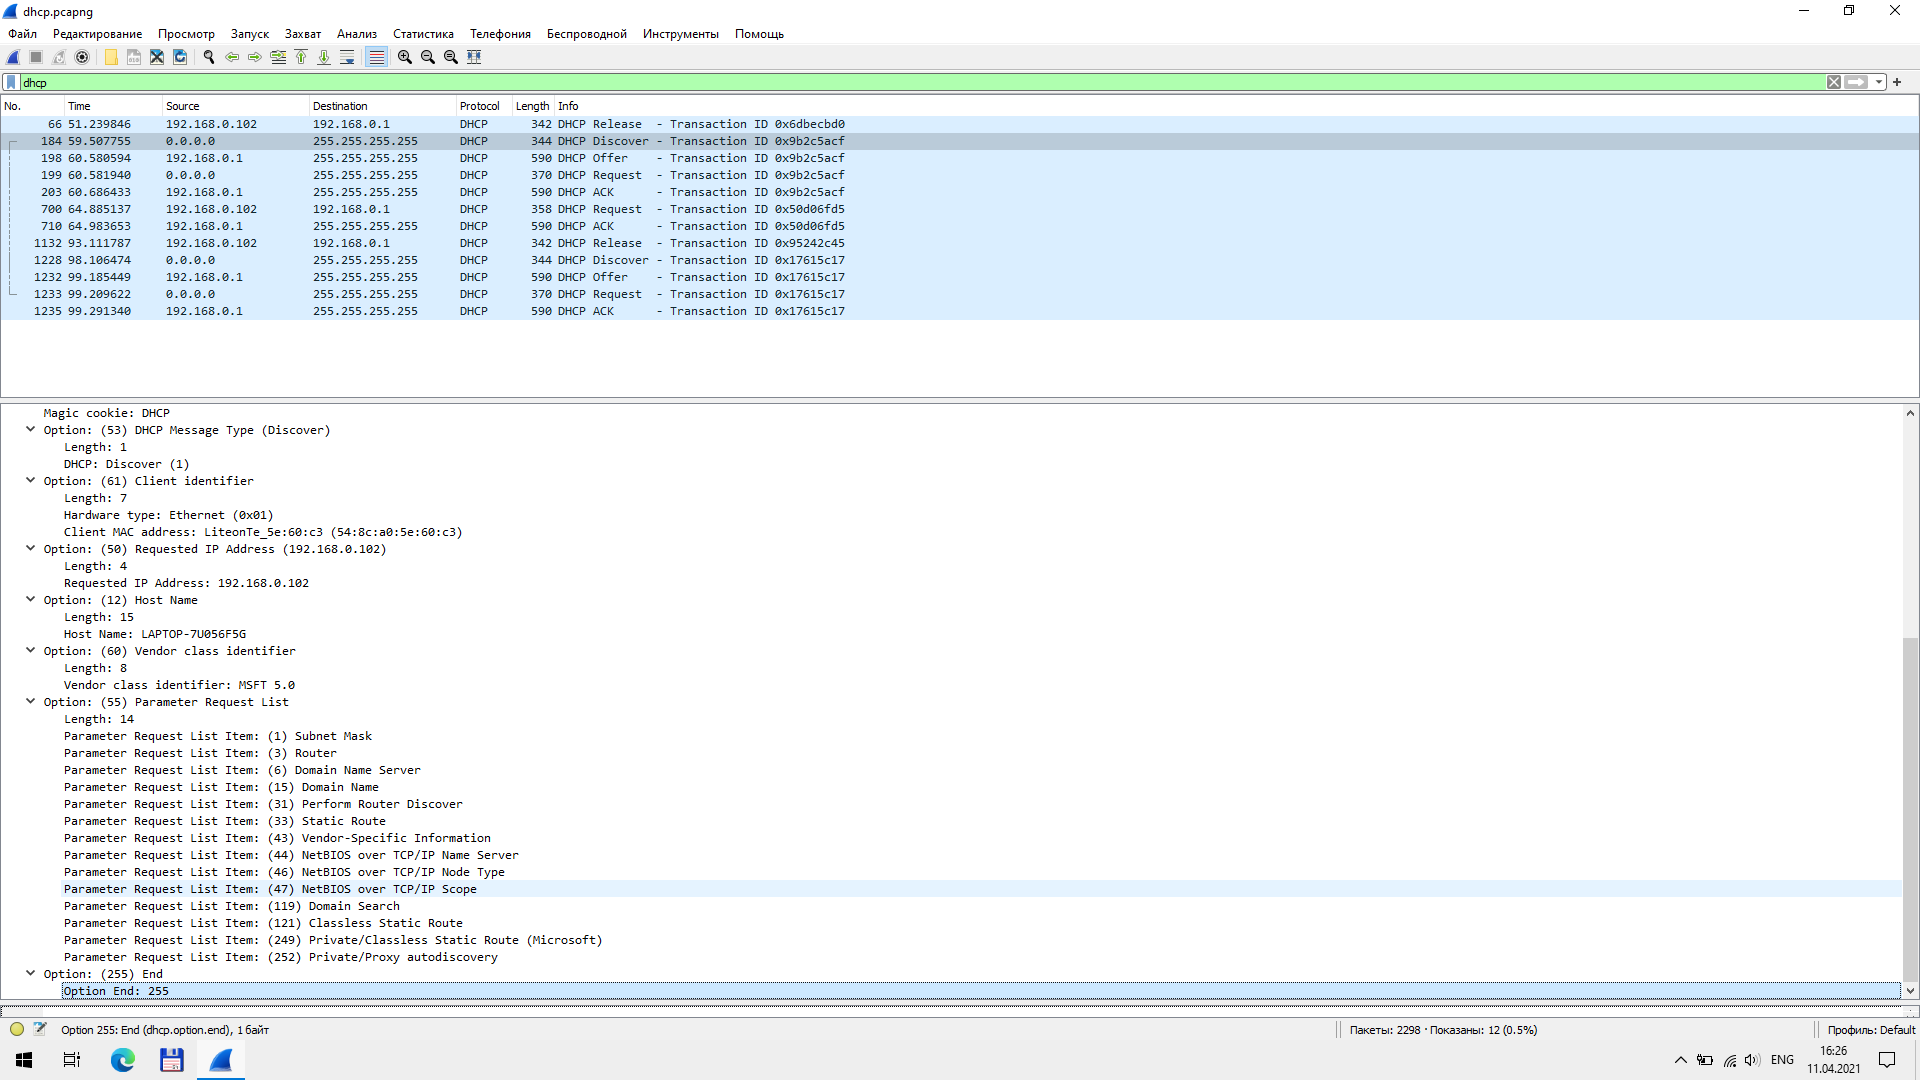 dhcp.pcapng
Файл Редактирование Просмотр Запуск Захват Анализ Статистика Телефония Беспроводной Инструменты Помощь
dhcp
No. Time Source Destination Protocol Length Info
66 51.239846 192.168.0.102 192.168.0.1 DHCP 342 DHCP Release - Transaction ID 0x6dbecbd0
184 59.507755 0.0.0.0 255.255.255.255 DHCP 344 DHCP Discover - Transaction ID 0x9b2c5acf
198 60.580594 192.168.0.1 255.255.255.255 DHCP 590 DHCP Offer - Transaction ID 0x9b2c5acf
199 60.581940 0.0.0.0 255.255.255.255 DHCP 370 DHCP Request - Transaction ID 0x9b2c5acf
203 60.686433 192.168.0.1 255.255.255.255 DHCP 590 DHCP ACK - Transaction ID 0x9b2c5acf
700 64.885137 192.168.0.102 192.168.0.1 DHCP 358 DHCP Request - Transaction ID 0x50d06fd5
710 64.983653 192.168.0.1 255.255.255.255 DHCP 590 DHCP ACK - Transaction ID 0x50d06fd5
1132 93.111787 192.168.0.102 192.168.0.1 DHCP 342 DHCP Release - Transaction ID 0x95242c45
1228 98.106474 0.0.0.0 255.255.255.255 DHCP 344 DHCP Discover - Transaction ID 0x17615c17
1232 99.185449 192.168.0.1 255.255.255.255 DHCP 590 DHCP Offer - Transaction ID 0x17615c17
1233 99.209622 0.0.0.0 255.255.255.255 DHCP 370 DHCP Request - Transaction ID 0x17615c17
1235 99.291340 192.168.0.1 255.255.255.255 DHCP 590 DHCP ACK - Transaction ID 0x17615c17
Magic cookie: DHCP
Option: (53) DHCP Message Type (Discover)
Length: 1
DHCP: Discover (1)
Option: (61) Client identifier
Length: 7
Hardware type: Ethernet (0x01)
Client MAC address: LiteonTe_5e:60:c3 (54:8c:a0:5e:60:c3)
Option: (50) Requested IP Address (192.168.0.102)
Length: 4
Requested IP Address: 192.168.0.102
Option: (12) Host Name
Length: 15
Host Name: LAPTOP-7U056F5G
Option: (60) Vendor class identifier
Length: 8
Vendor class identifier: MSFT 5.0
Option: (55) Parameter Request List
Length: 14
Parameter Request List Item: (1) Subnet Mask
Parameter Request List Item: (3) Router
Parameter Request List Item: (6) Domain Name Server
Parameter Request List Item: (15) Domain Name
Parameter Request List Item: (31) Perform Router Discover
Parameter Request List Item: (33) Static Route
Parameter Request List Item: (43) Vendor-Specific Information
Parameter Request List Item: (44) NetBIOS over TCP/IP Name Server
Parameter Request List Item: (46) NetBIOS over TCP/IP Node Type
Parameter Request List Item: (47) NetBIOS over TCP/IP Scope
Parameter Request List Item: (119) Domain Search
Parameter Request List Item: (121) Classless Static Route
Parameter Request List Item: (249) Private/Classless Static Route (Microsoft)
Parameter Request List Item: (252) Private/Proxy autodiscovery
Option: (255) End
Option End: 255
Option 255: End (dhcp.option.end), 1 байт
Пакеты: 2298 · Показаны: 12 (0.5%)
Профиль: Default
ENG
16:26
11.04.2021